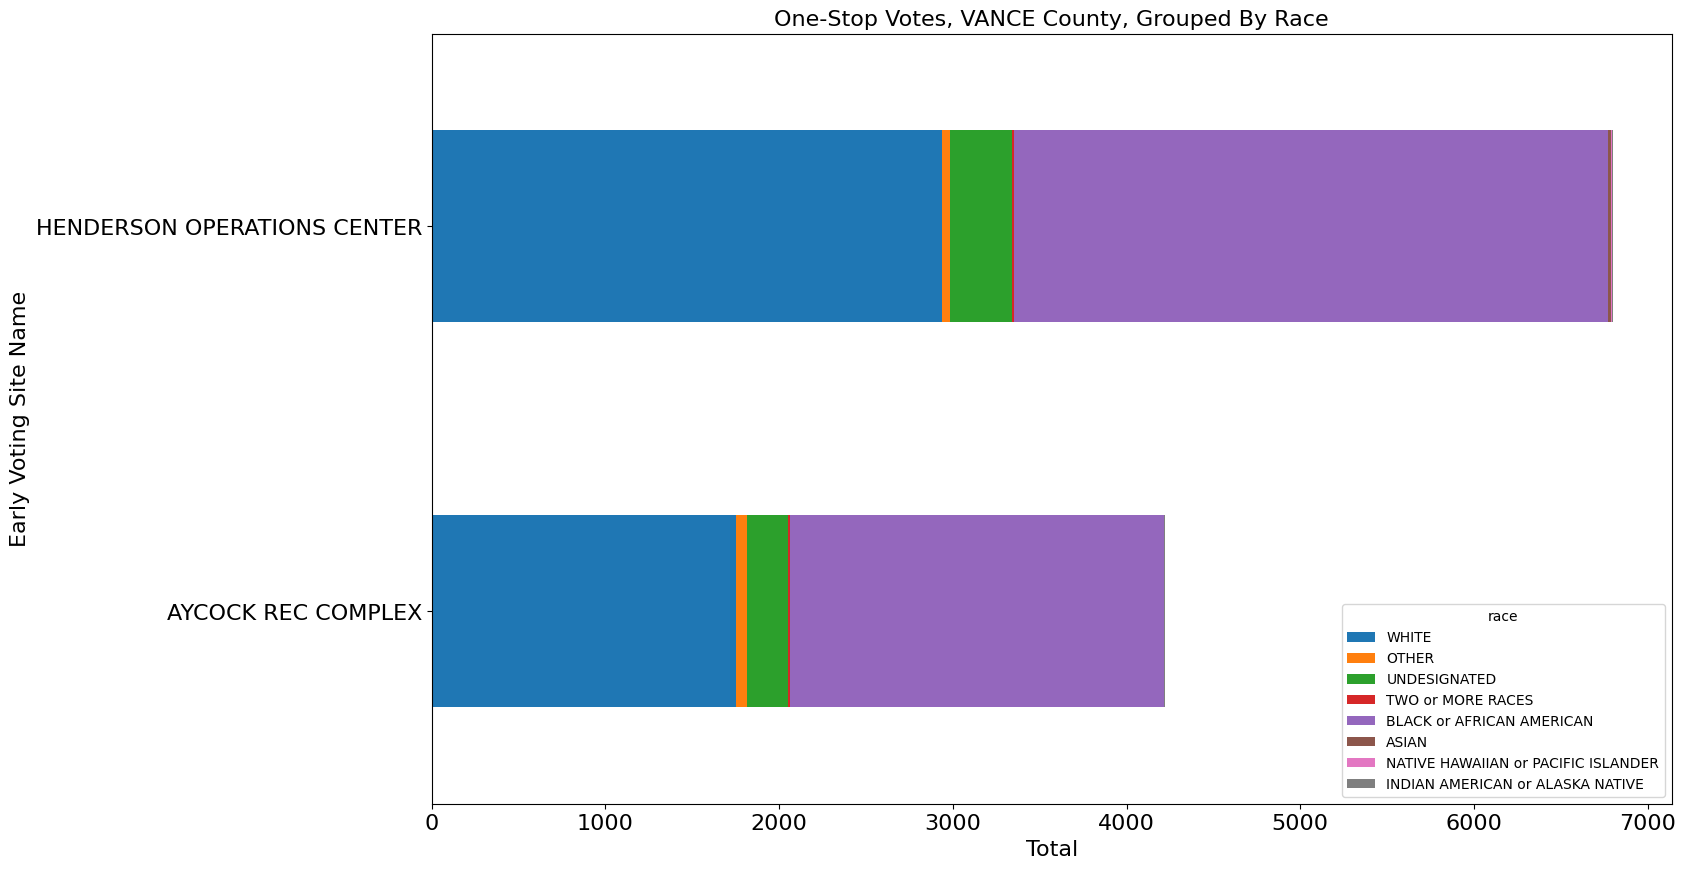 One-Stop Votes, VANCE County, Grouped By Race
Early Voting Site Name
HENDERSON OPERATIONS CENTER
AYCOCK REC COMPLEX
race
WHITE
OTHER
UNDESIGNATED
TWO or MORE RACES
BLACK or AFRICAN AMERICAN
ASIAN
NATIVE HAWAIIAN or PACIFIC ISLANDER
INDIAN AMERICAN or ALASKA NATIVE
0 1000 2000 3000 4000 5000 6000 7000
Total